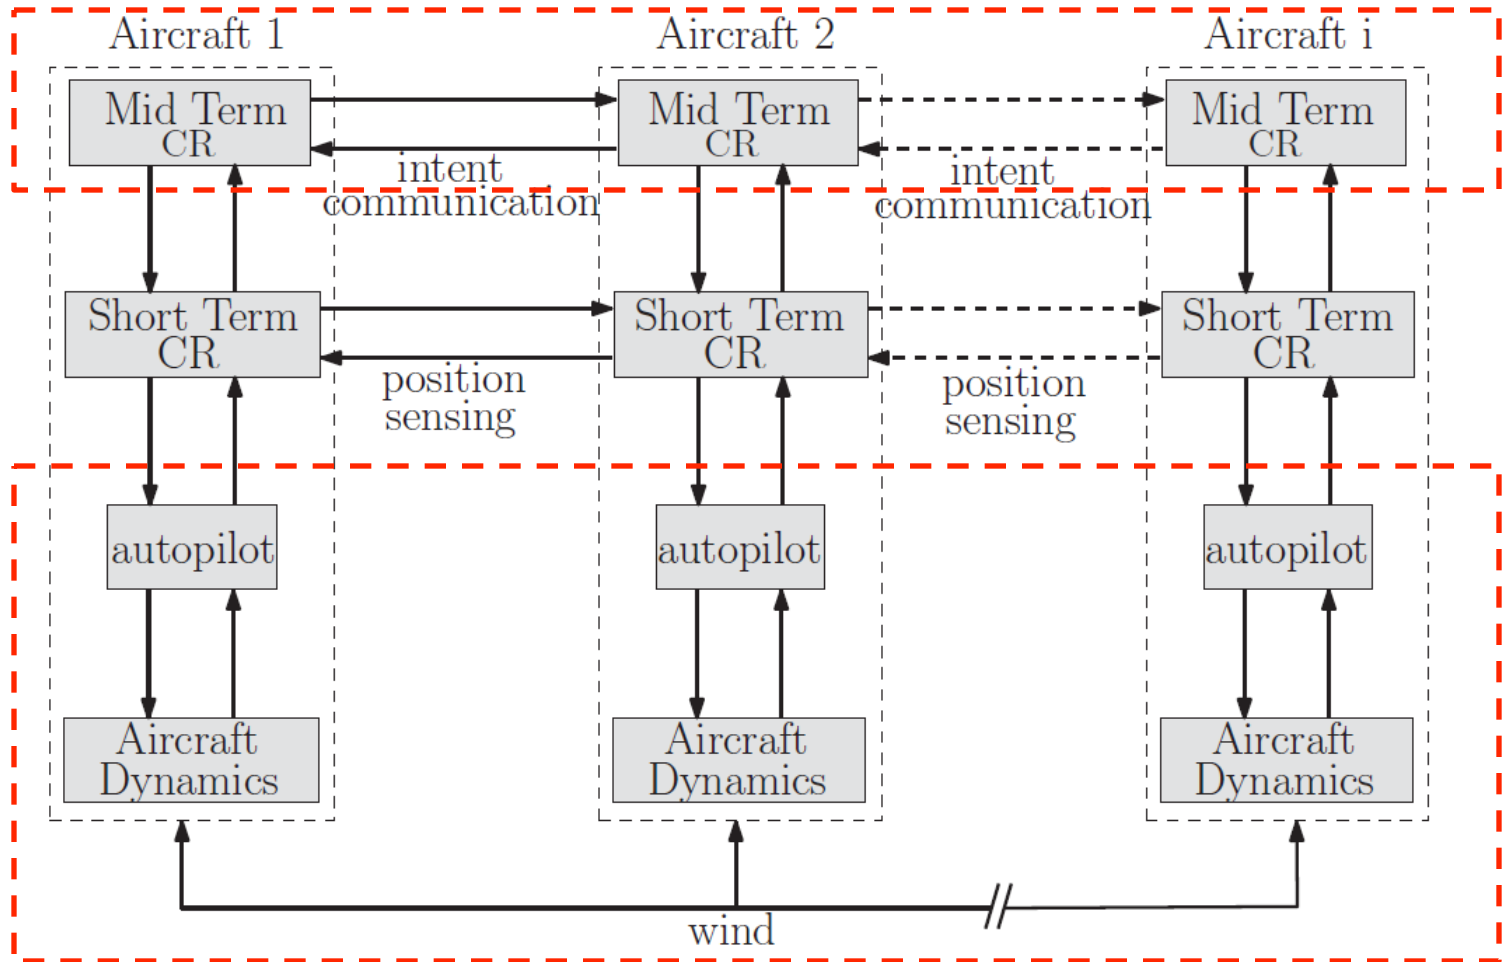 Aircraft 1
Aircraft 2
Aircraft i
Mid Term
CR
Mid Term
CR
Mid Term
CR
intent
communication
intent
communication
Short Term
CR
Short Term
CR
Short Term
CR
position
sensing
position
sensing
autopilot
autopilot
autopilot
Aircraft
Dynamics
Aircraft
Dynamics
Aircraft
Dynamics
wind